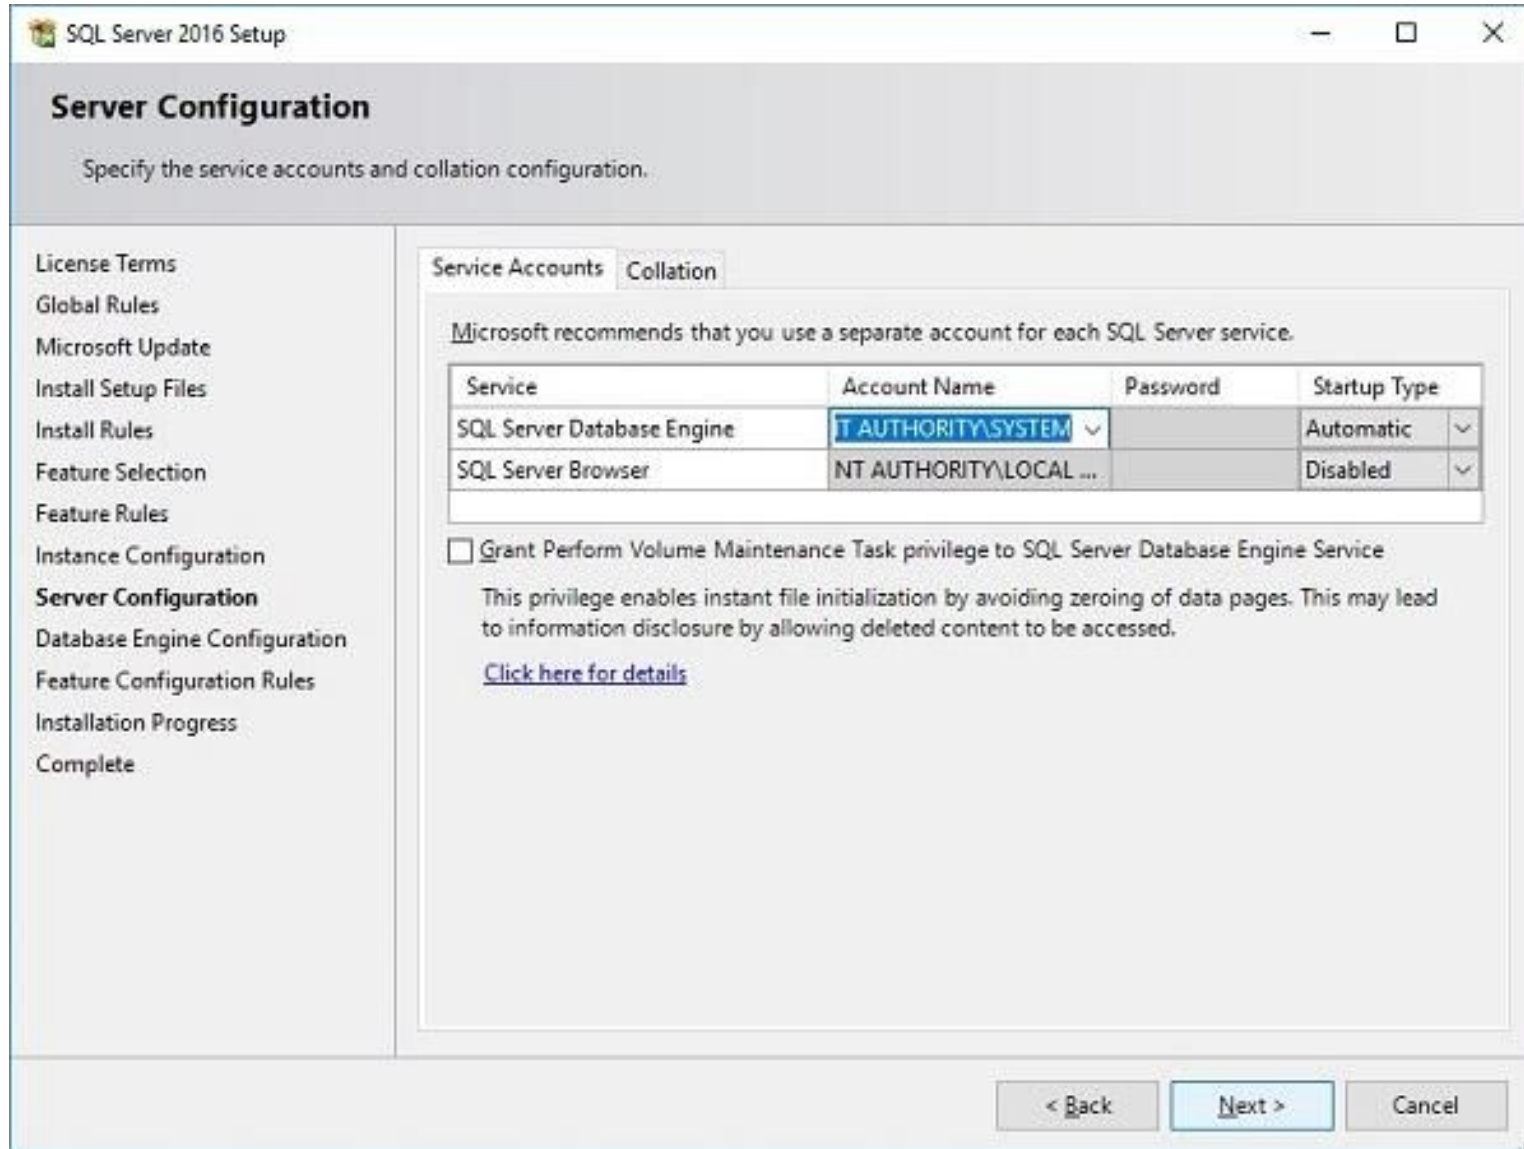 SQL Server 2016 Setup
Server Configuration
Specify the service accounts and collation configuration.
License Terms
Global Rules
Microsoft Update
Install Setup Files
Install Rules
Feature Selection
Feature Rules
Instance Configuration
Server Configuration
Database Engine Configuration
Feature Configuration Rules
Installation Progress
Complete
Service Accounts Collation
Microsoft recommends that you use a separate account for each SQL Server service.
Service Account Name Password Startup Type
SQL Server Database Engine T AUTHORITY\SYSTEM Automatic
SQL Server Browser NT AUTHORITY\LOCAL ... Disabled
Grant Perform Volume Maintenance Task privilege to SQL Server Database Engine Service
This privilege enables instant file initialization by avoiding zeroing of data pages. This may lead
to information disclosure by allowing deleted content to be accessed.
Click here for details
< Back Next > Cancel